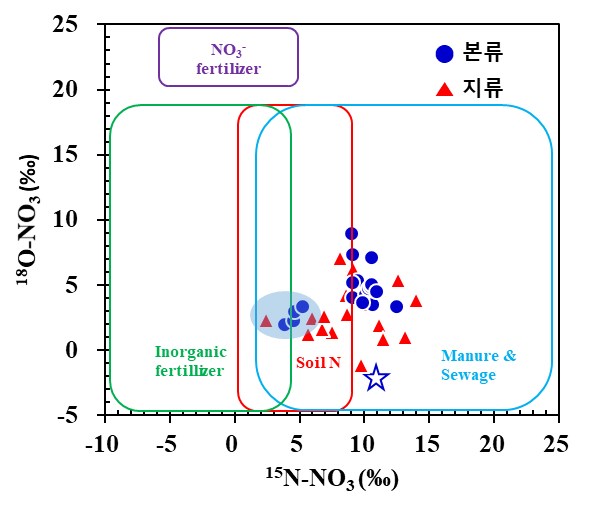 25
20
15
10
5
0
-5
-10
-5
0
5
10
15
20
25
¹⁸O-NO₃ (‰)
¹⁵N-NO₃ (‰)
NO₃⁻
fertilizer
본류
지류
Inorganic
fertillizer
Soil N
Manure &
Sewage